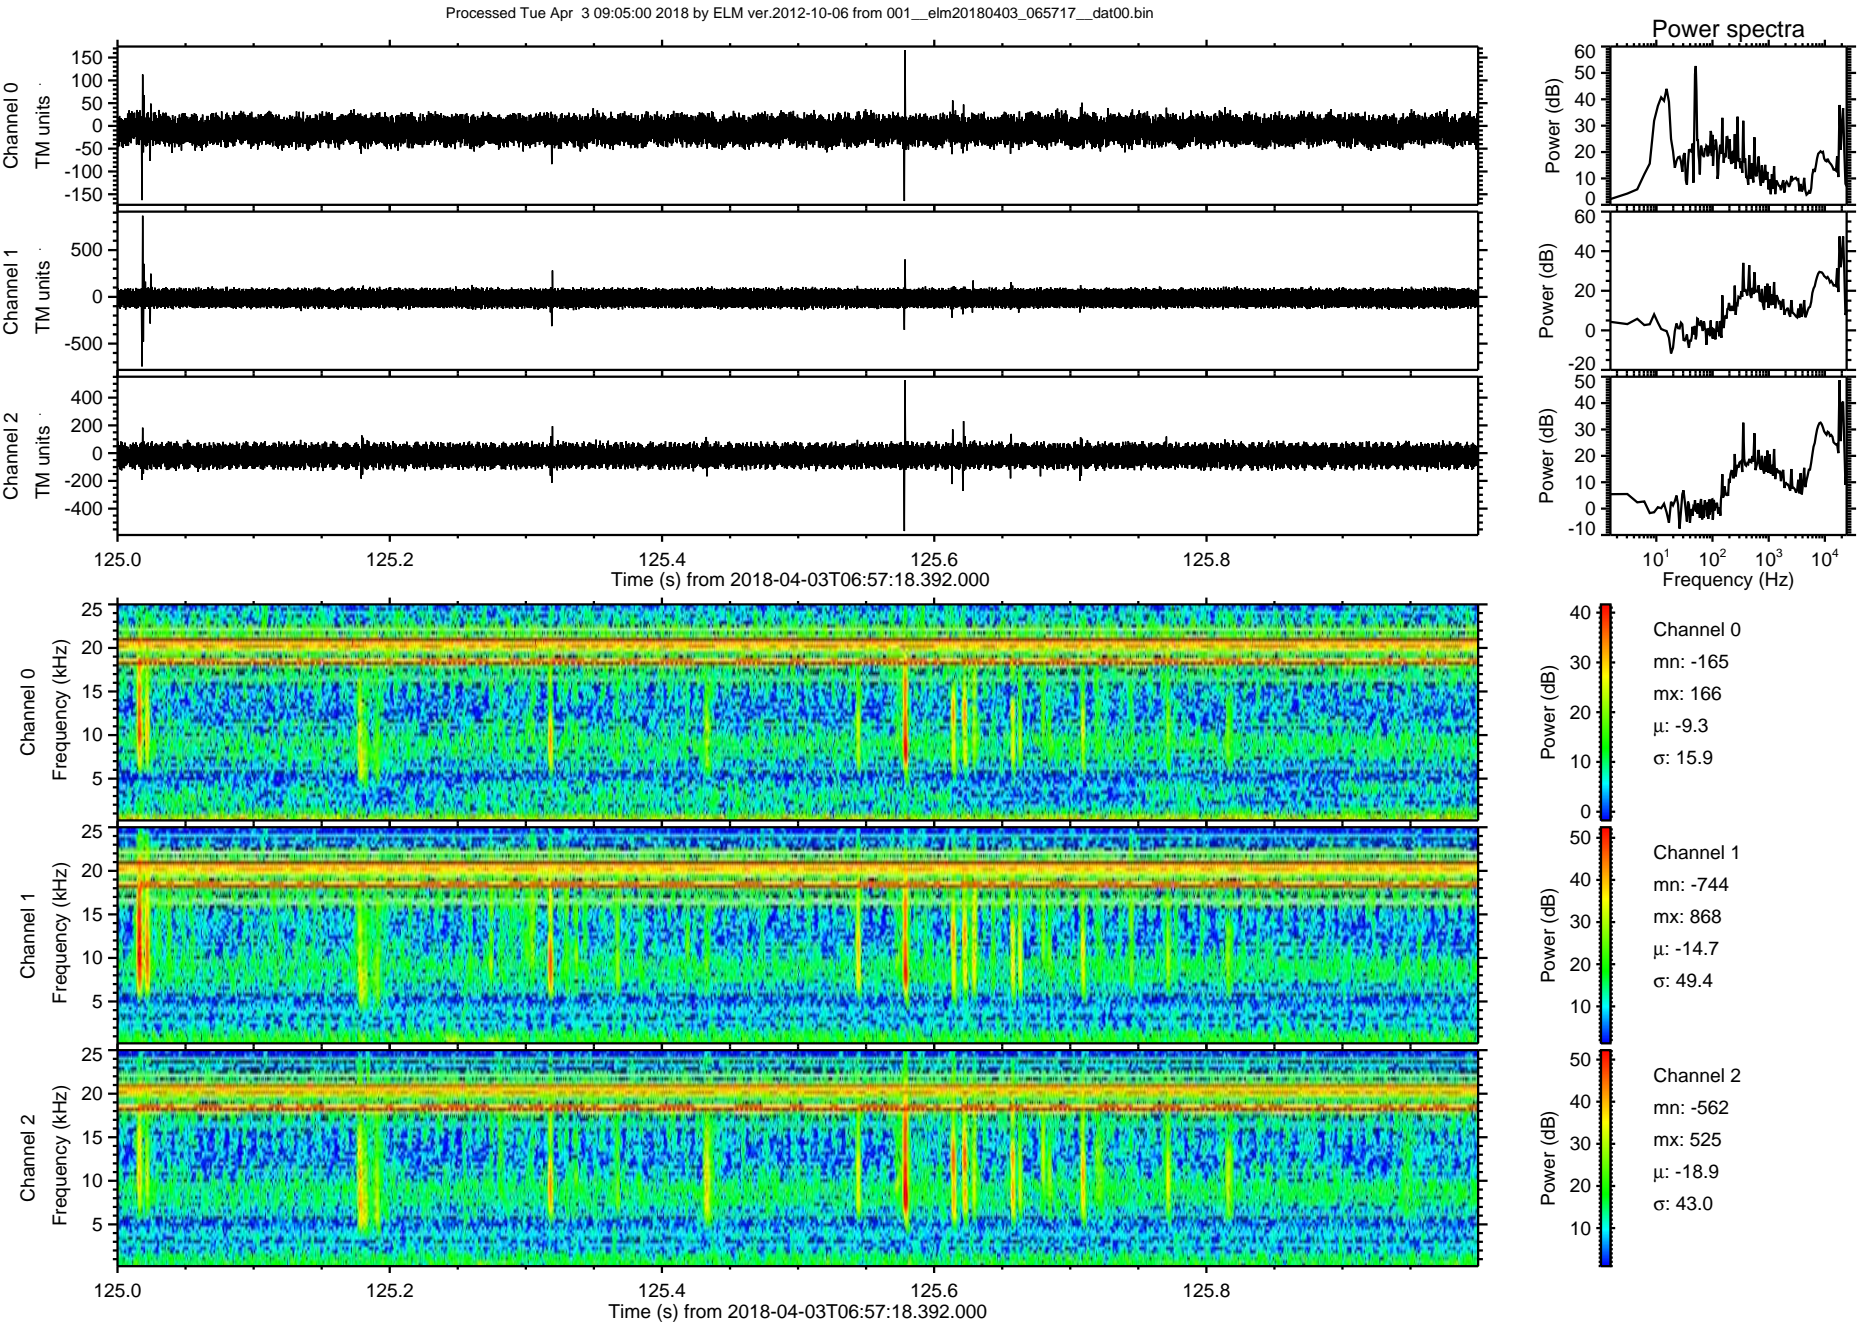 Processed Tue Apr  3 09:05:00 2018 by ELM ver.2012-10-06 from 001__elm20180403_065717__dat00.bin
Power spectra
Channel 0
TM units
150
100
50
0
-50
-100
-150
Power (dB)
60
50
40
30
20
10
0
Channel 1
TM units
500
0
-500
Power (dB)
60
40
20
0
-20
Channel 2
TM units
400
200
0
-200
-400
Power (dB)
50
40
30
20
10
0
-10
125.0 125.2 125.4 125.6 125.8
Time (s) from 2018-04-03T06:57:18.392.000
10¹ 10² 10³ 10⁴
Frequency (Hz)
Channel 0
Frequency (kHz)
25
20
15
10
5
Power (dB)
40
30
20
10
0
Channel 0
mn: -165
mx: 166
μ: -9.3
σ: 15.9
Channel 1
Frequency (kHz)
25
20
15
10
5
Power (dB)
50
40
30
20
10
Channel 1
mn: -744
mx: 868
μ: -14.7
σ: 49.4
Channel 2
Frequency (kHz)
25
20
15
10
5
Power (dB)
50
40
30
20
10
Channel 2
mn: -562
mx: 525
μ: -18.9
σ: 43.0
125.0 125.2 125.4 125.6 125.8
Time (s) from 2018-04-03T06:57:18.392.000